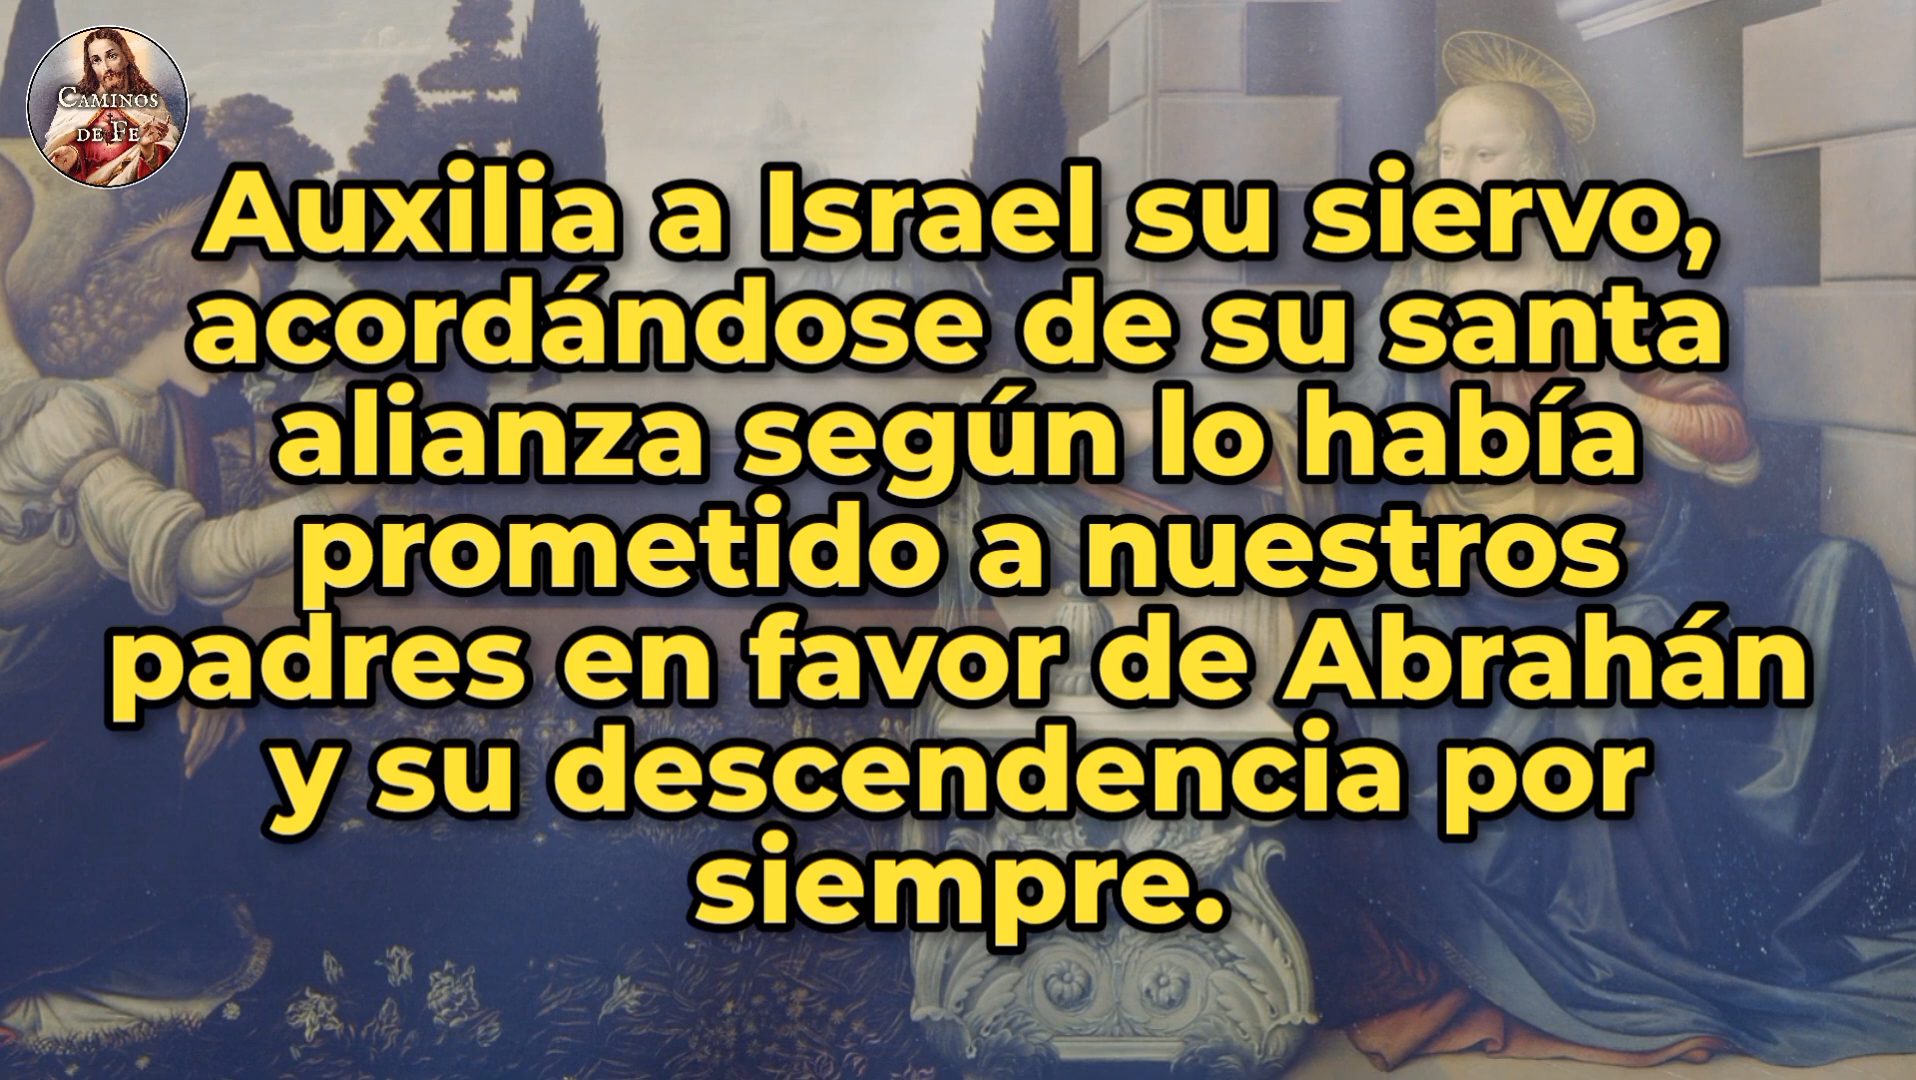 CAMINOS
DE FE
Auxilia a Israel su siervo,
acordándose de su santa
alianza según lo había
prometido a nuestros
padres en favor de Abrahán
y su descendencia por
siempre.